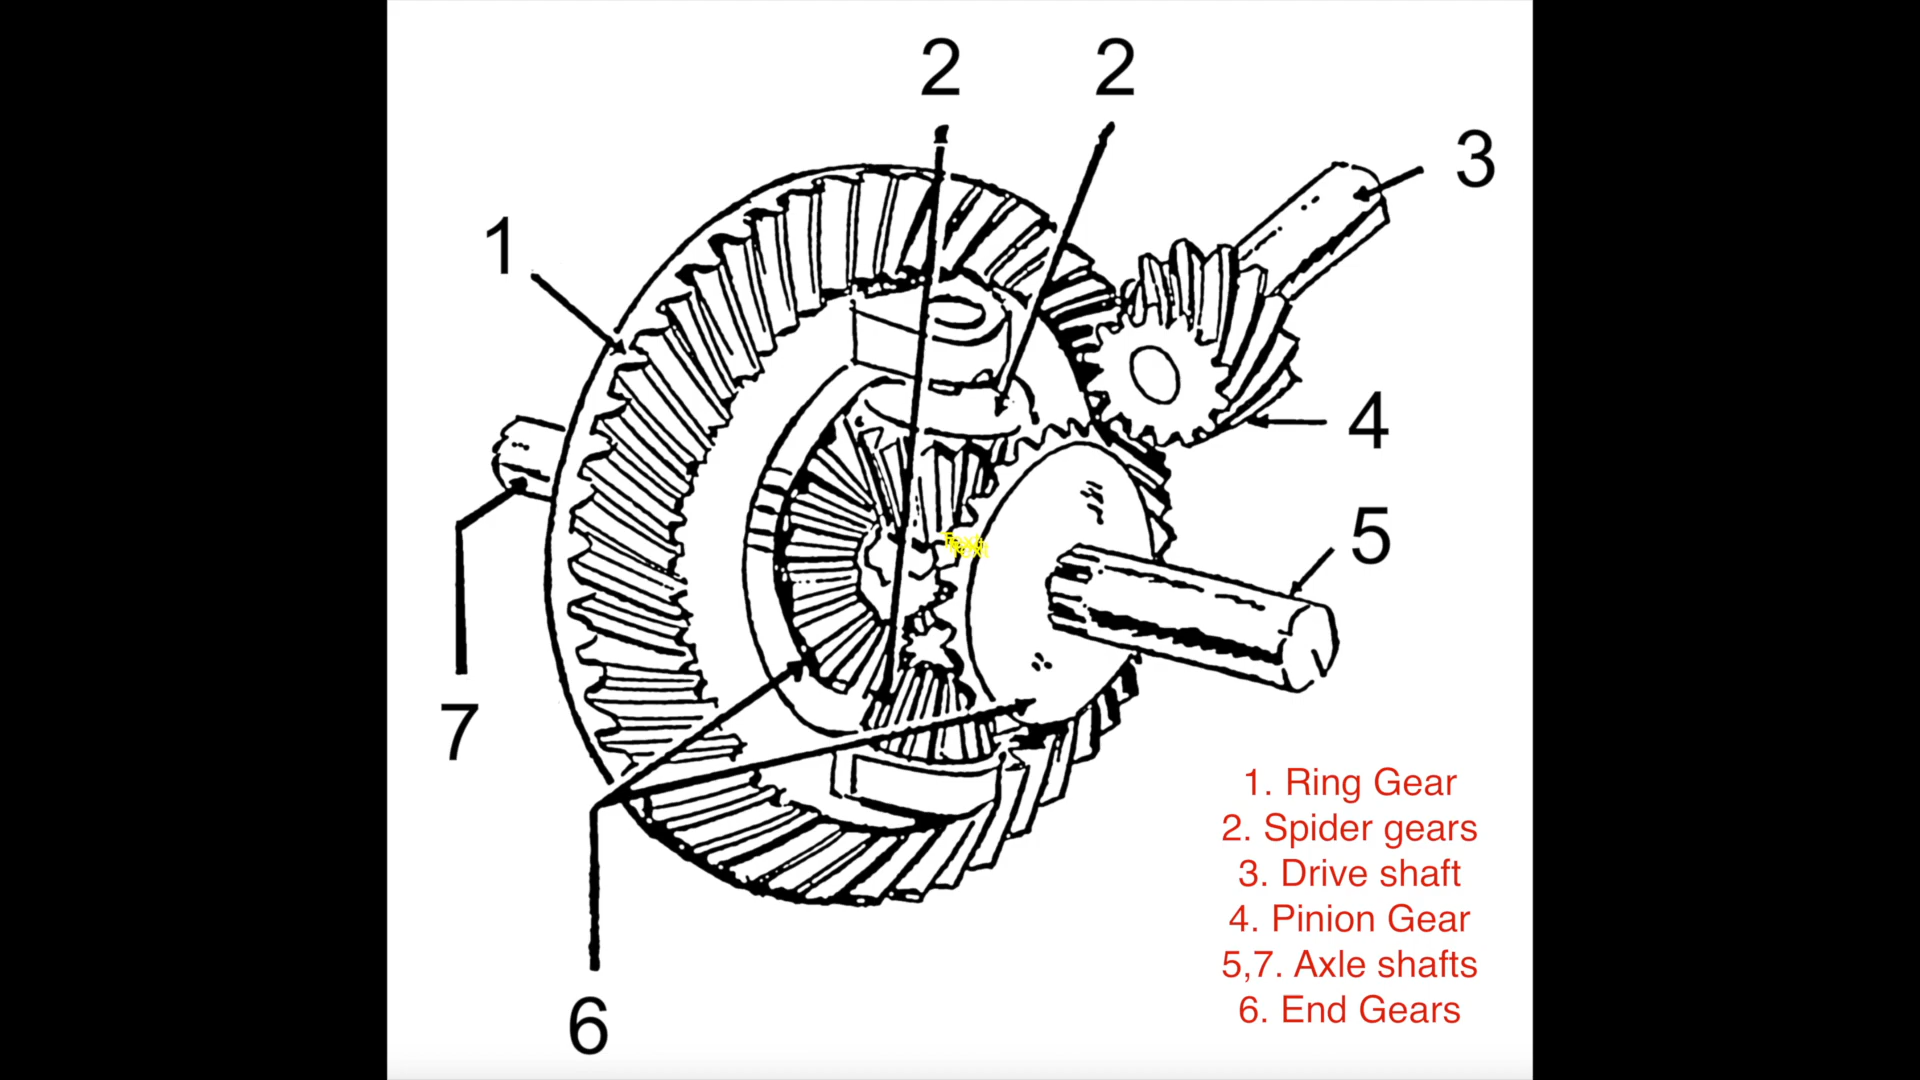 2 2
3
1
4
5
7
6
1. Ring Gear
2. Spider gears
3. Drive shaft
4. Pinion Gear
5,7. Axle shafts
6. End Gears